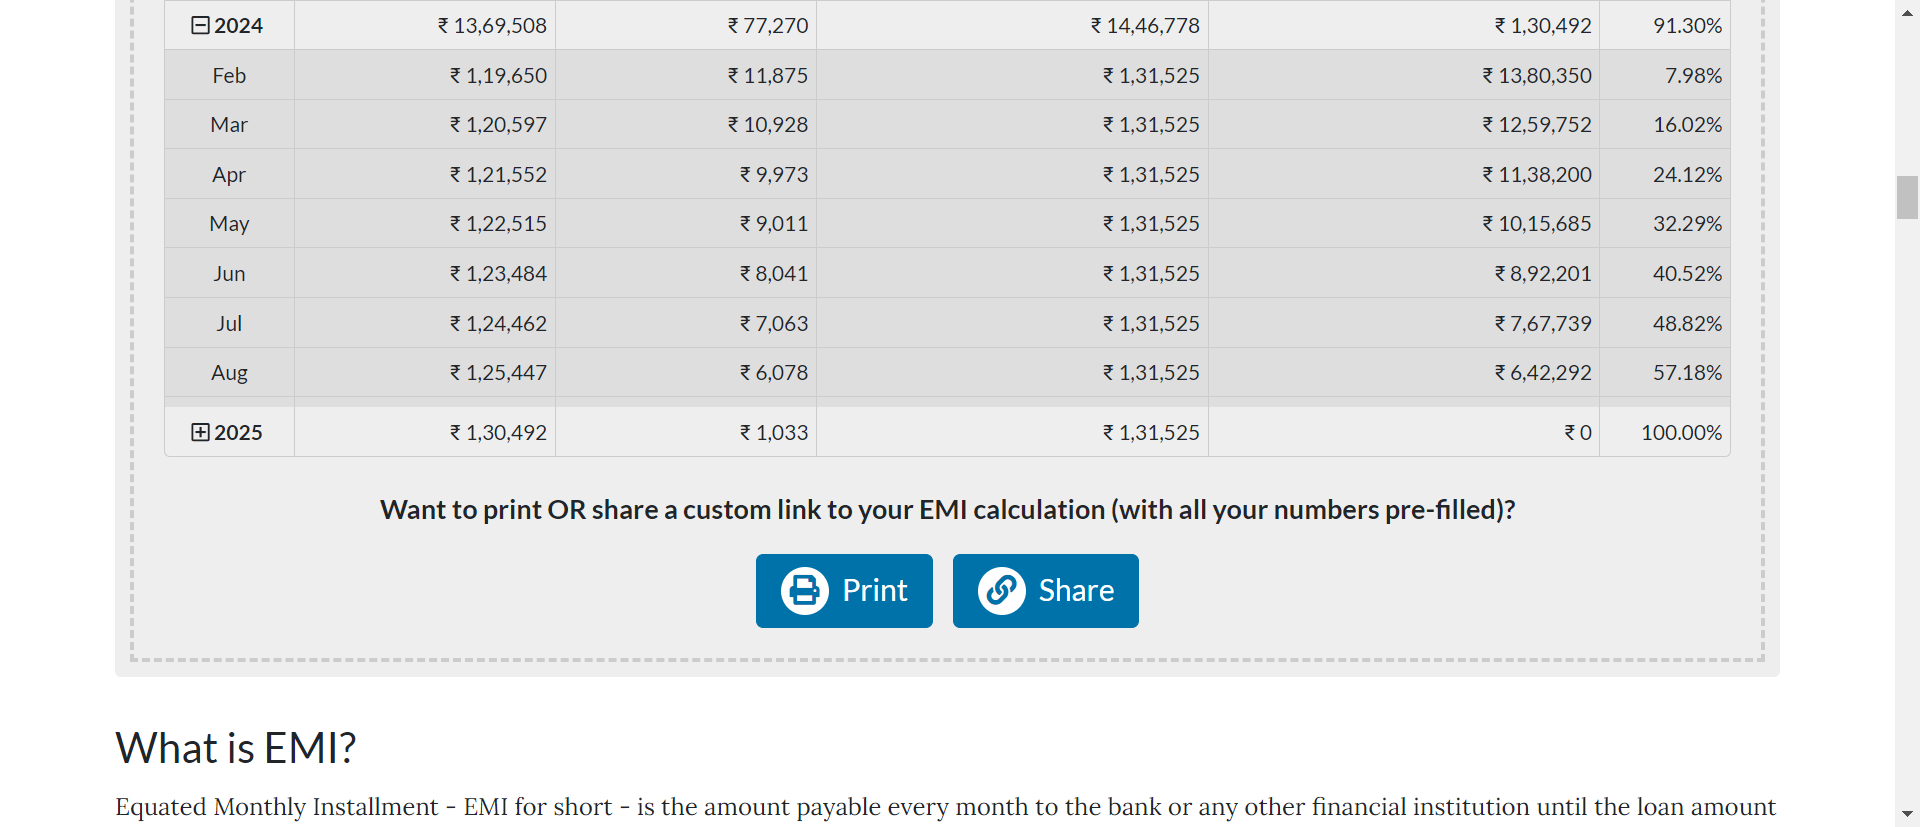 2024 ₹ 13,69,508 ₹ 77,270 ₹ 14,46,778 ₹ 1,30,492 91.30%
Feb ₹ 1,19,650 ₹ 11,875 ₹ 1,31,525 ₹ 13,80,350 7.98%
Mar ₹ 1,20,597 ₹ 10,928 ₹ 1,31,525 ₹ 12,59,752 16.02%
Apr ₹ 1,21,552 ₹ 9,973 ₹ 1,31,525 ₹ 11,38,200 24.12%
May ₹ 1,22,515 ₹ 9,011 ₹ 1,31,525 ₹ 10,15,685 32.29%
Jun ₹ 1,23,484 ₹ 8,041 ₹ 1,31,525 ₹ 8,92,201 40.52%
Jul ₹ 1,24,462 ₹ 7,063 ₹ 1,31,525 ₹ 7,67,739 48.82%
Aug ₹ 1,25,447 ₹ 6,078 ₹ 1,31,525 ₹ 6,42,292 57.18%
2025 ₹ 1,30,492 ₹ 1,033 ₹ 1,31,525 ₹ 0 100.00%
Want to print OR share a custom link to your EMI calculation (with all your numbers pre-filled)?
Print Share
What is EMI?
Equated Monthly Installment - EMI for short - is the amount payable every month to the bank or any other financial institution until the loan amount